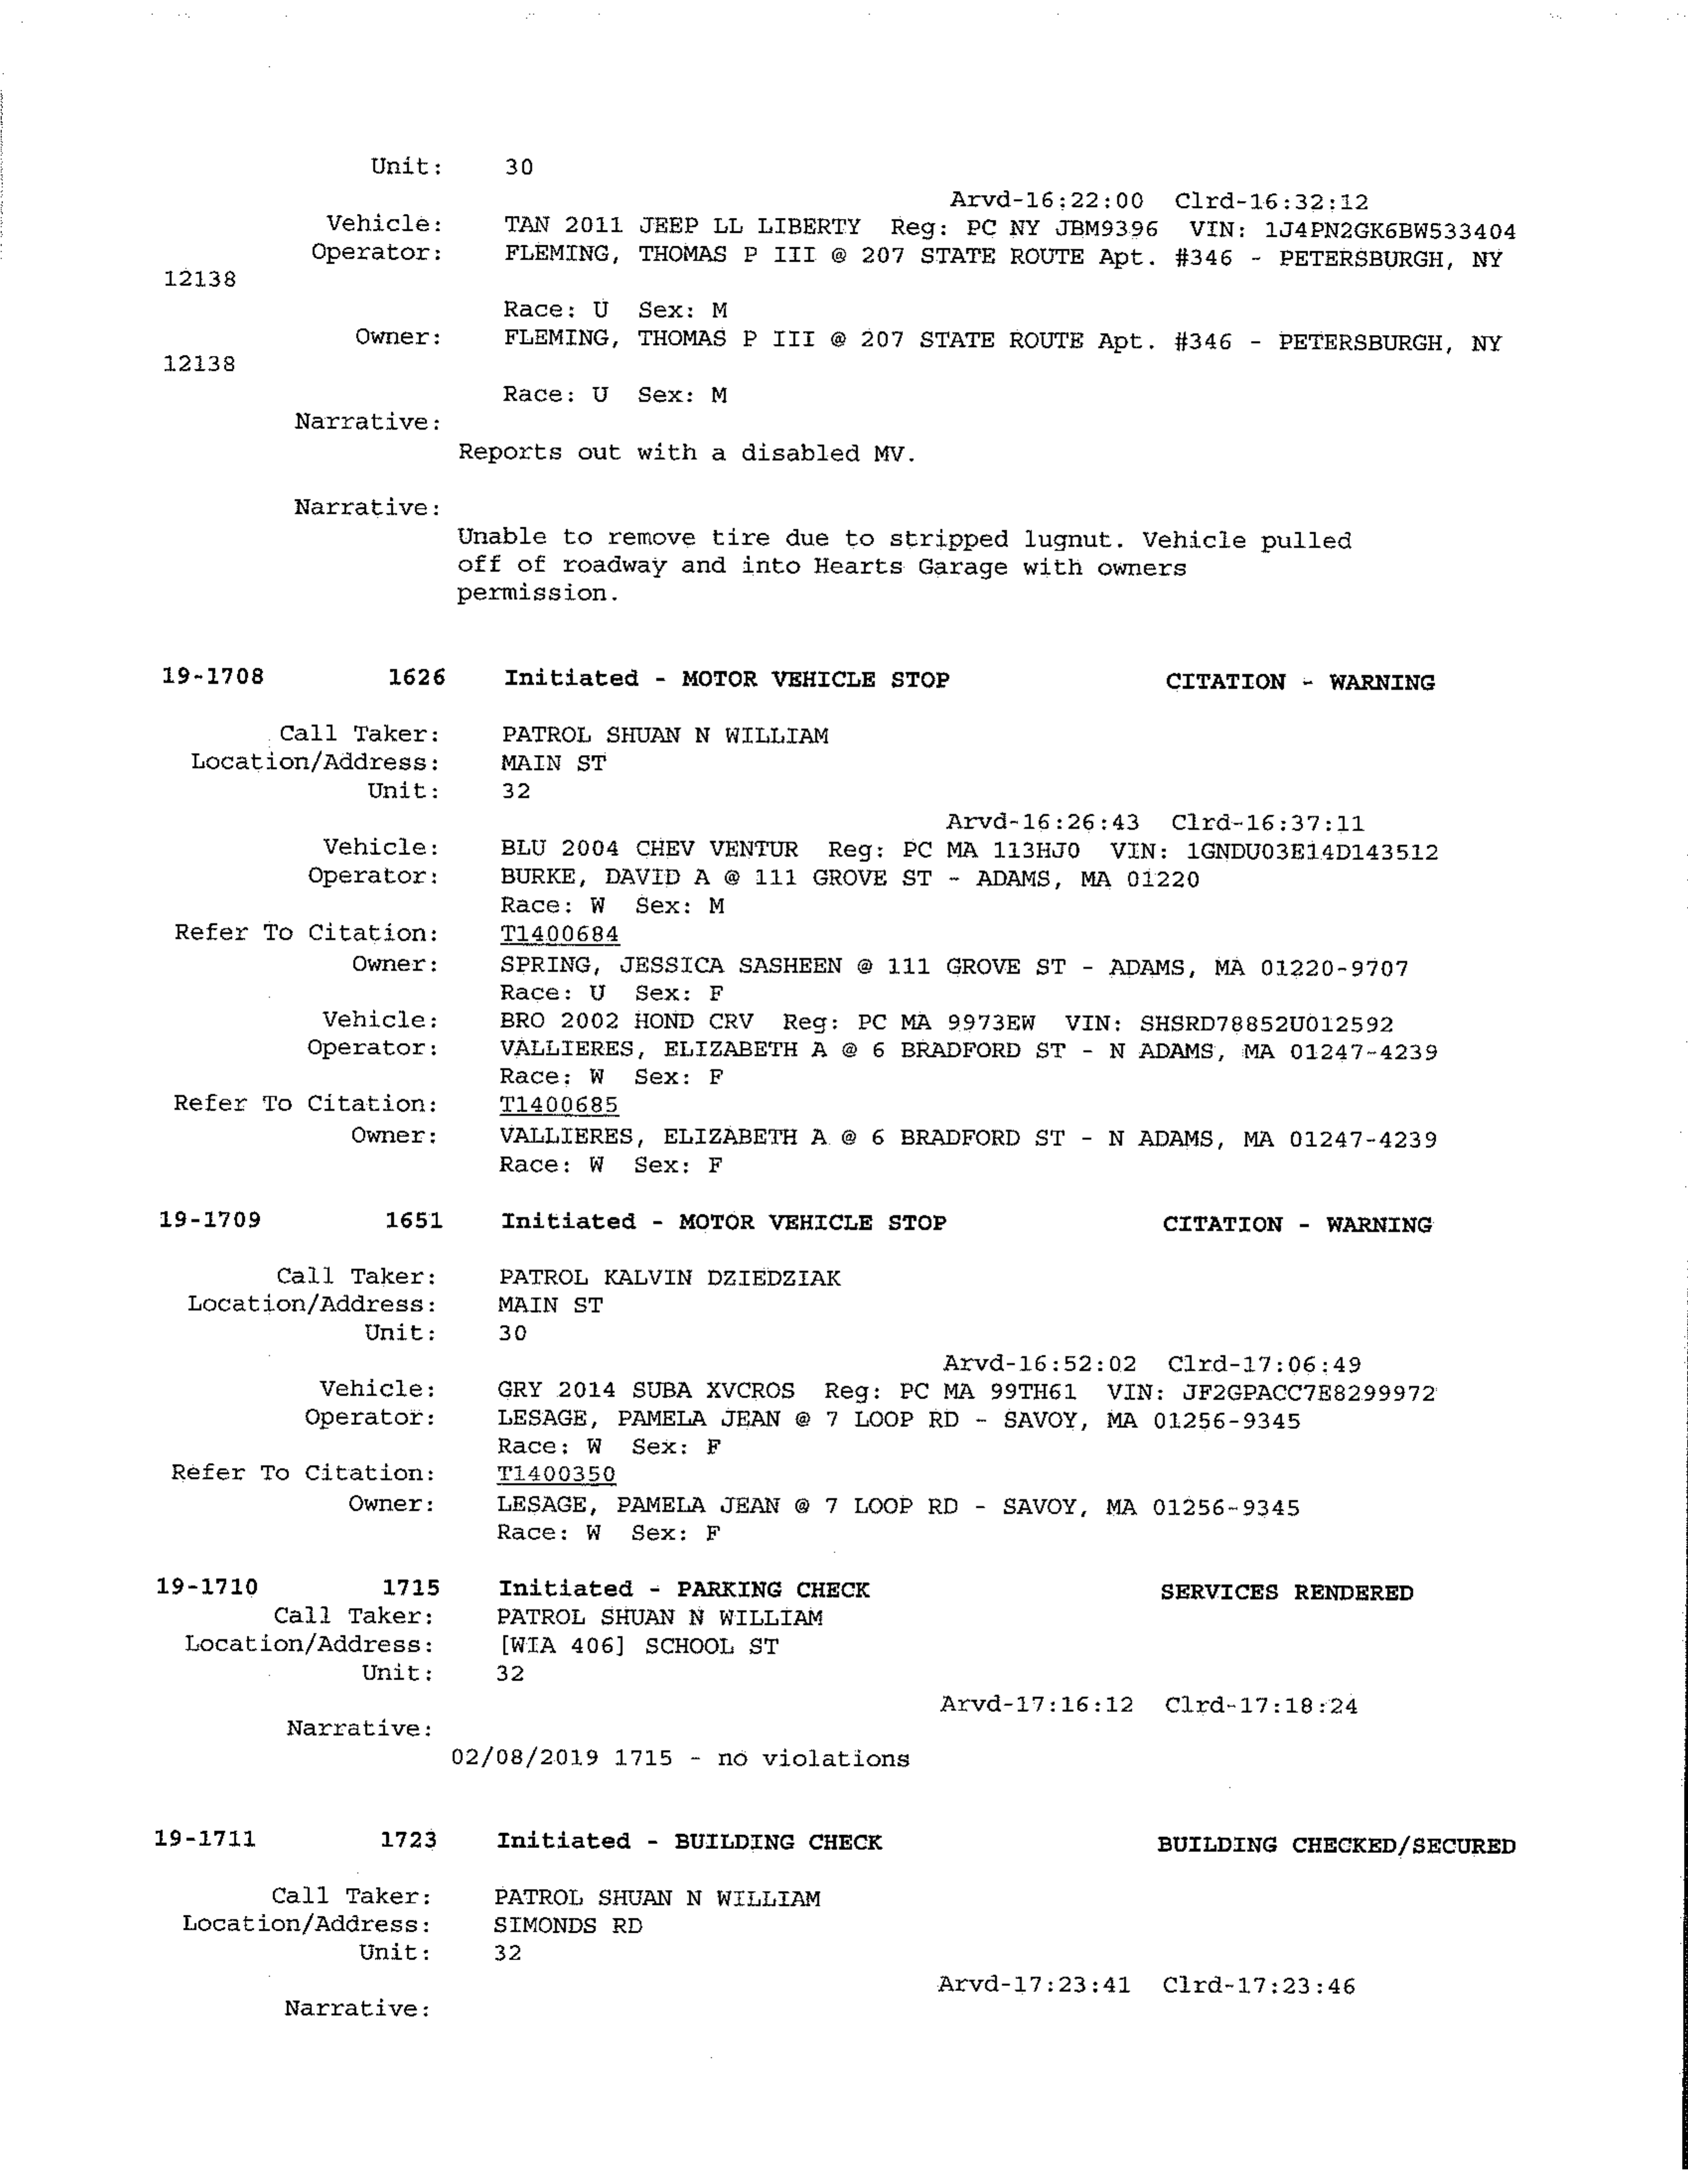 Unit: 30
Arvd-16:22:00 Clrd-16:32:12
Vehicle: TAN 2011 JEEP LL LIBERTY Reg: PC NY JBM9396 VIN: 1J4PN2GK6BW533404
Operator: FLEMING, THOMAS P III @ 207 STATE ROUTE Apt. #346 - PETERSBURGH, NY
12138
Race: U Sex: M
Owner: FLEMING, THOMAS P III @ 207 STATE ROUTE Apt. #346 - PETERSBURGH, NY
12138
Race: U Sex: M
Narrative:
Reports out with a disabled MV.
Narrative:
Unable to remove tire due to stripped lugnut. Vehicle pulled
off of roadway and into Hearts Garage with owners
permission.
19-1708 1626 Initiated - MOTOR VEHICLE STOP CITATION - WARNING
Call Taker: PATROL SHUAN N WILLIAM
Location/Address: MAIN ST
Unit: 32
Arvd-16:26:43 Clrd-16:37:11
Vehicle: BLU 2004 CHEV VENTUR Reg: PC MA 113HJ0 VIN: 1GNDU03E14D143512
Operator: BURKE, DAVID A @ 111 GROVE ST - ADAMS, MA 01220
Race: W Sex: M
Refer To Citation: T1400684
Owner: SPRING, JESSICA SASHEEN @ 111 GROVE ST - ADAMS, MA 01220-9707
Race: U Sex: F
Vehicle: BRO 2002 HOND CRV Reg: PC MA 9973EW VIN: SHSRD78852U012592
Operator: VALLIERES, ELIZABETH A @ 6 BRADFORD ST - N ADAMS, MA 01247-4239
Race: W Sex: F
Refer To Citation: T1400685
Owner: VALLIERES, ELIZABETH A @ 6 BRADFORD ST - N ADAMS, MA 01247-4239
Race: W Sex: F
19-1709 1651 Initiated - MOTOR VEHICLE STOP CITATION - WARNING
Call Taker: PATROL KALVIN DZIEDZIAK
Location/Address: MAIN ST
Unit: 30
Arvd-16:52:02 Clrd-17:06:49
Vehicle: GRY 2014 SUBA XVCROS Reg: PC MA 99TH61 VIN: JF2GPACC7E8299972
Operator: LESAGE, PAMELA JEAN @ 7 LOOP RD - SAVOY, MA 01256-9345
Race: W Sex: F
Refer To Citation: T1400350
Owner: LESAGE, PAMELA JEAN @ 7 LOOP RD - SAVOY, MA 01256-9345
Race: W Sex: F
19-1710 1715 Initiated - PARKING CHECK SERVICES RENDERED
Call Taker: PATROL SHUAN N WILLIAM
Location/Address: [WIA 406] SCHOOL ST
Unit: 32
Arvd-17:16:12 Clrd-17:18:24
Narrative:
02/08/2019 1715 - no violations
19-1711 1723 Initiated - BUILDING CHECK BUILDING CHECKED/SECURED
Call Taker: PATROL SHUAN N WILLIAM
Location/Address: SIMONDS RD
Unit: 32
Arvd-17:23:41 Clrd-17:23:46
Narrative: